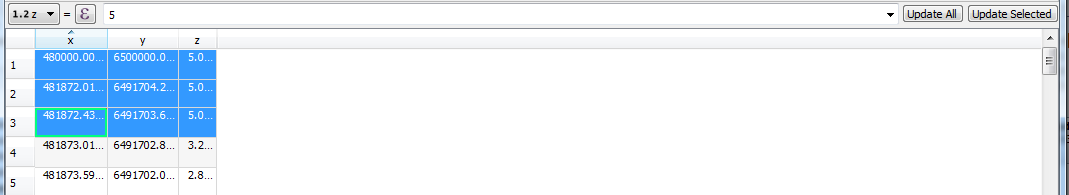 1.2 z = ε 5 Update All Update Selected
x y z
1 480000.00... 6500000.0... 5.0...
2 481872.01... 6491704.2... 5.0...
3 481872.43... 6491703.6... 5.0...
4 481873.01... 6491702.8... 3.2...
5 481873.59... 6491702.0... 2.8...